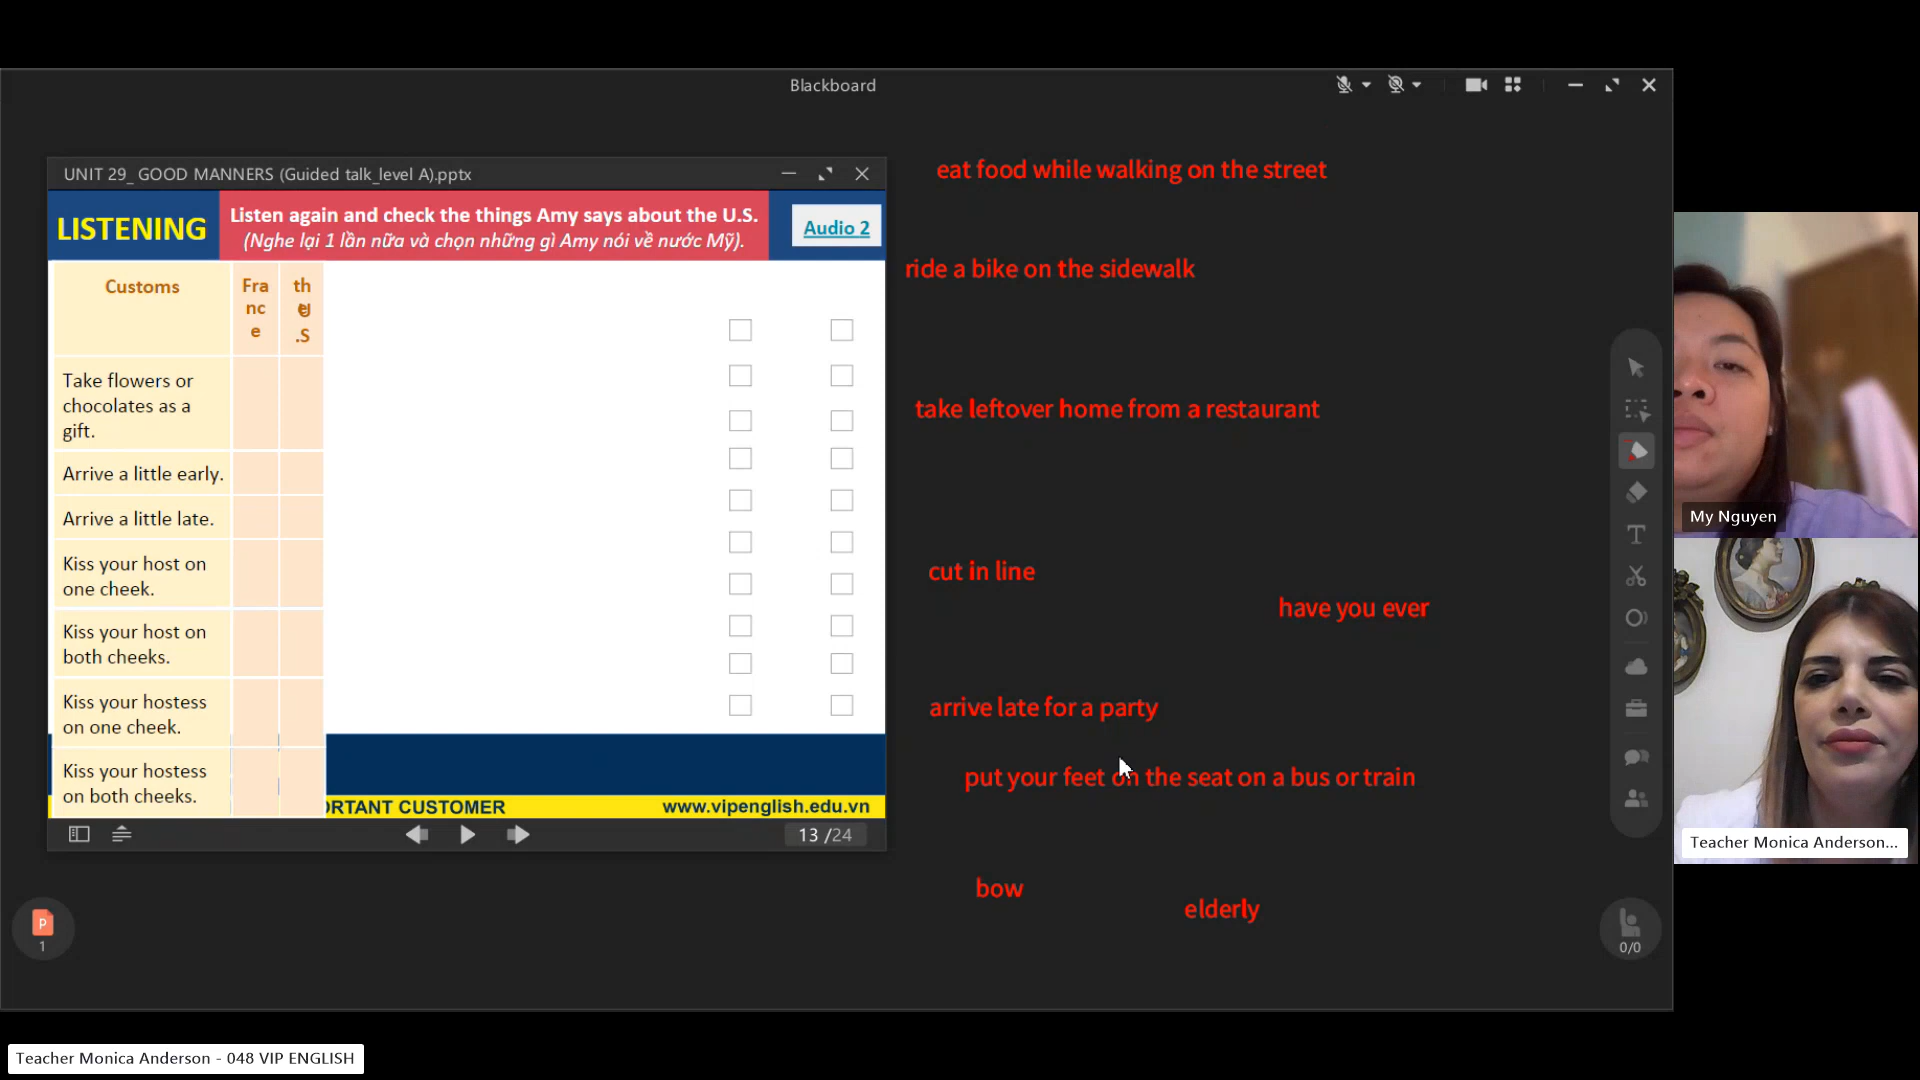 Blackboard
UNIT 29_ GOOD MANNERS (Guided talk_level A).pptx
LISTENING
Listen again and check the things Amy says about the U.S.
(Nghe lại 1 lần nữa và chọn những gì Amy nói về nước Mỹ).
Audio 2
Customs
Fra
nc
e
th
e
U
.S
Take flowers or
chocolates as a
gift.
Arrive a little early.
Arrive a little late.
Kiss your host on
one cheek.
Kiss your host on
both cheeks.
Kiss your hostess
on one cheek.
Kiss your hostess
on both cheeks.
ORTANT CUSTOMER
www.vipenglish.edu.vn
13 /24
eat food while walking on the street
ride a bike on the sidewalk
take leftover home from a restaurant
cut in line
have you ever
arrive late for a party
put your feet on the seat on a bus or train
bow
elderly
P
1
T
0/0
My Nguyen
Teacher Monica Anderson...
Teacher Monica Anderson - 048 VIP ENGLISH